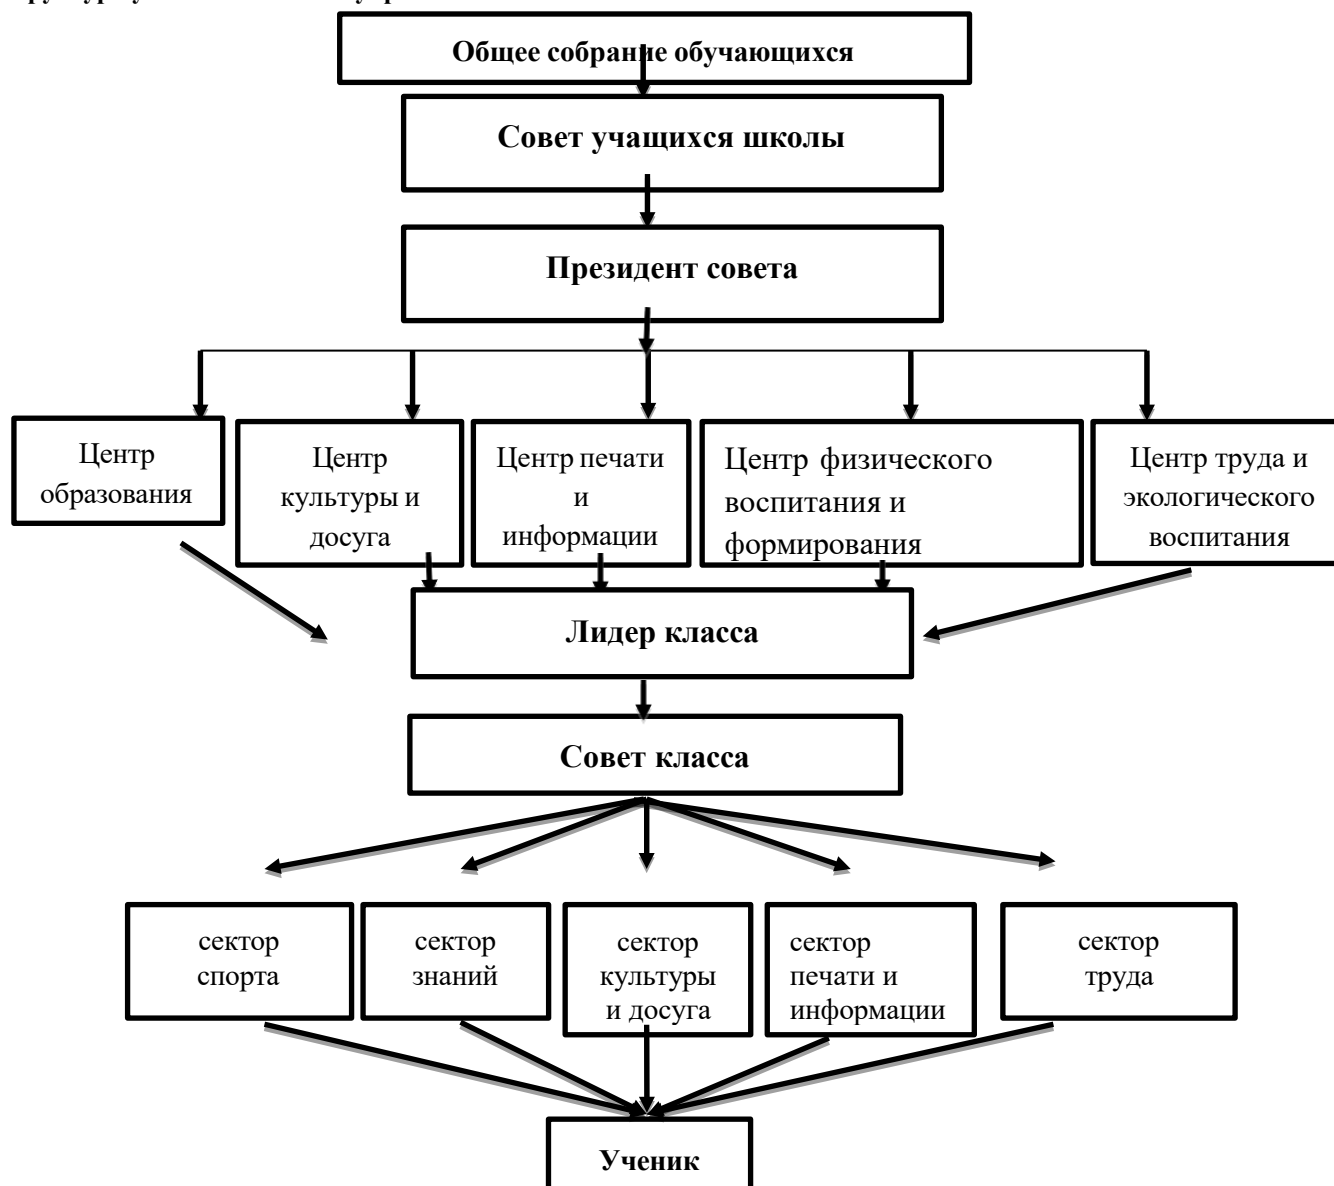 Общее собрание обучающихся
Совет учащихся школы
Президент совета
Центр
образования
Центр
культуры и
досуга
Центр печати
и
информации
Центр физического
воспитания и
формирования
Центр труда и
экологического
воспитания
Лидер класса
Совет класса
сектор
спорта
сектор
знаний
сектор
культуры
и досуга
сектор
печати и
информации
сектор
труда
Ученик